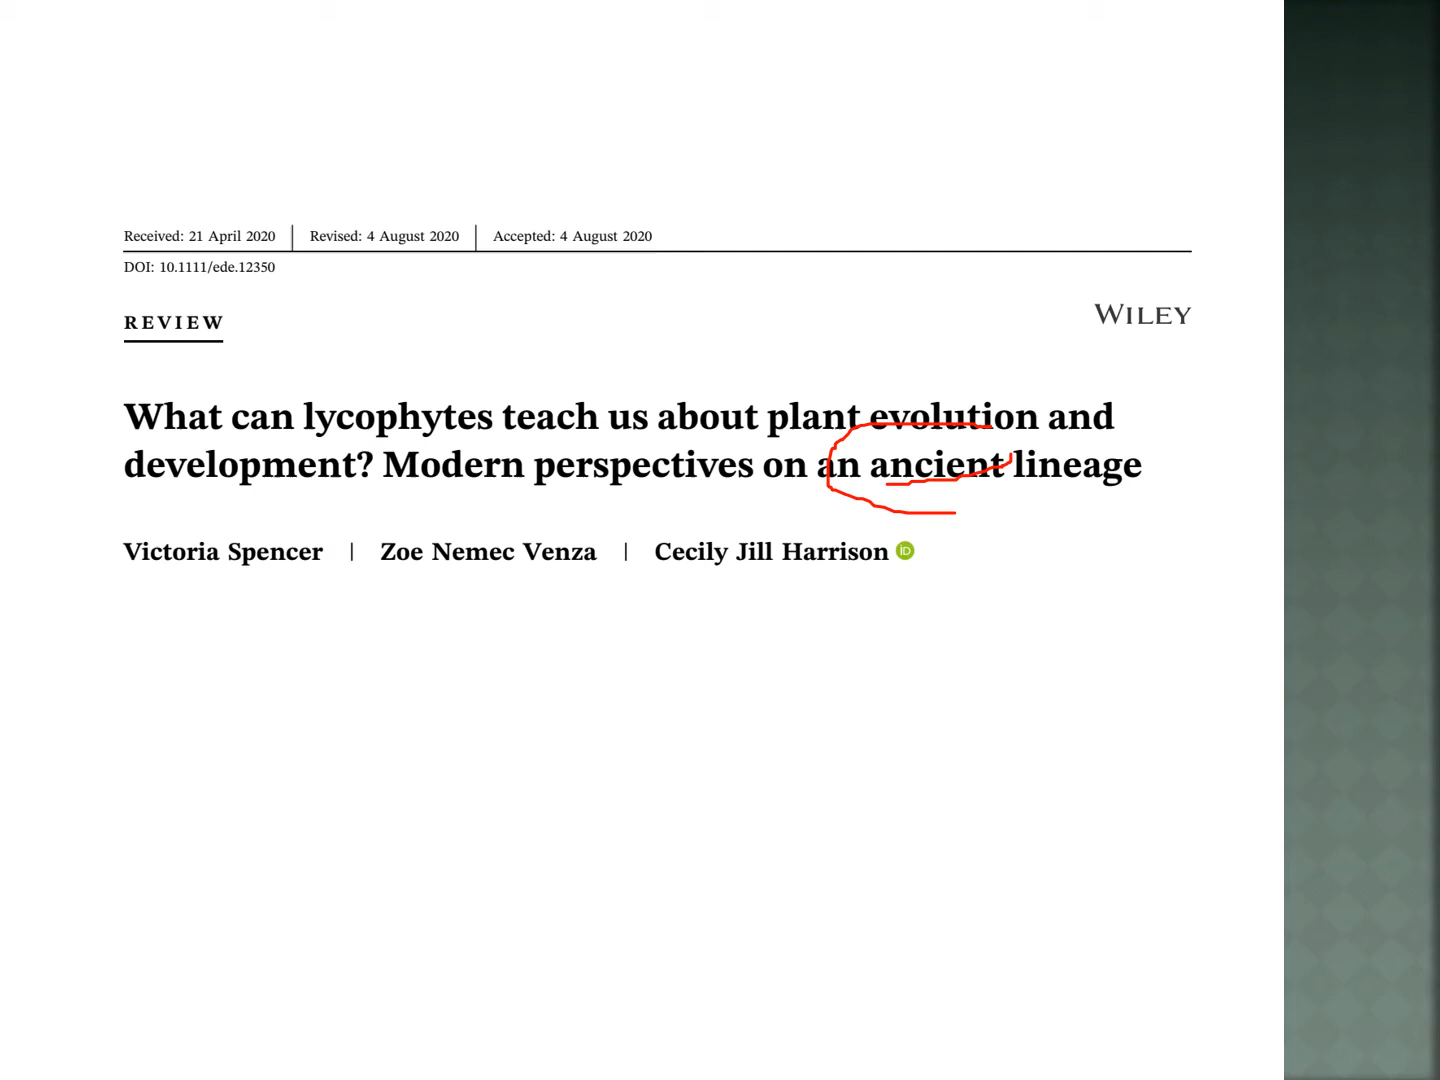 Received: 21 April 2020 | Revised: 4 August 2020 | Accepted: 4 August 2020
DOI: 10.1111/ede.12350
REVIEW
WILEY
What can lycophytes teach us about plant evolution and
development? Modern perspectives on an ancient lineage
Victoria Spencer | Zoe Nemec Venza | Cecily Jill Harrison iD